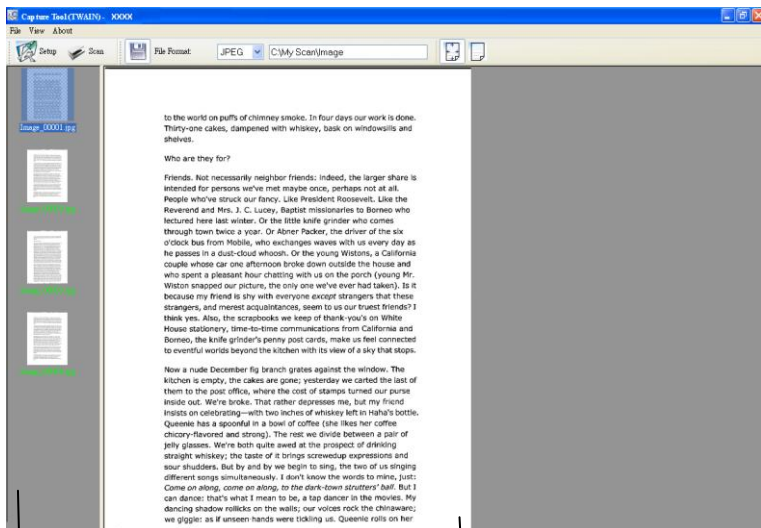 Capture Tool(TWAIN) - XXXX
File View About
Setup Scan File Format: JPEG C:\My Scan\Image
Image_00001.jpg
to the world on puffs of chimney smoke. In four days our work is done.
Thirty-one cakes, dampened with whiskey, bask on windowsills and
shelves.
Who are they for?
Friends. Not necessarily neighbor friends: indeed, the larger share is
intended for persons we've met maybe once, perhaps not at all.
People who've struck our fancy. Like President Roosevelt. Like the
Reverend and Mrs. J. C. Lucey, Baptist missionaries to Borneo who
lectured here last winter. Or the little knife grinder who comes
through town twice a year. Or Abner Packer, the driver of the six
o'clock bus from Mobile, who exchanges waves with us every day as
he passes in a dust-cloud whoosh. Or the young Wistons, a California
couple whose car one afternoon broke down outside the house and
who spent a pleasant hour chatting with us on the porch (young Mr.
Wiston snapped our picture, the only one we've ever had taken). Is it
because my friend is shy with everyone except strangers that these
strangers, and merest acquaintances, seem to us our truest friends? I
think yes. Also, the scrapbooks we keep of thank-you's on White
House stationery, time-to-time communications from California and
Borneo, the knife grinder's penny post cards, make us feel connected
to eventful worlds beyond the kitchen with its view of a sky that stops.
Now a nude December fig branch grates against the window. The
kitchen is empty, the cakes are gone; yesterday we carted the last of
them to the post office, where the cost of stamps turned our purse
inside out. We're broke. That rather depresses me, but my friend
insists on celebrating—with two inches of whiskey left in Haha's bottle.
Queenie has a spoonful in a bowl of coffee (she likes her coffee
chicory-flavored and strong). The rest we divide between a pair of
jelly glasses. We're both quite awed at the prospect of drinking
straight whiskey; the taste of it brings screwedup expressions and
sour shudders. But by and by we begin to sing, the two of us singing
different songs simultaneously. I don't know the words to mine, just:
Come on along, come on along, to the dark-town strutters' ball. But I
can dance: that's what I mean to be, a tap dancer in the movies. My
dancing shadow rollicks on the walls; our voices rock the chinaware;
we giggle: as if unseen hands were tickling us. Queenie rolls on her